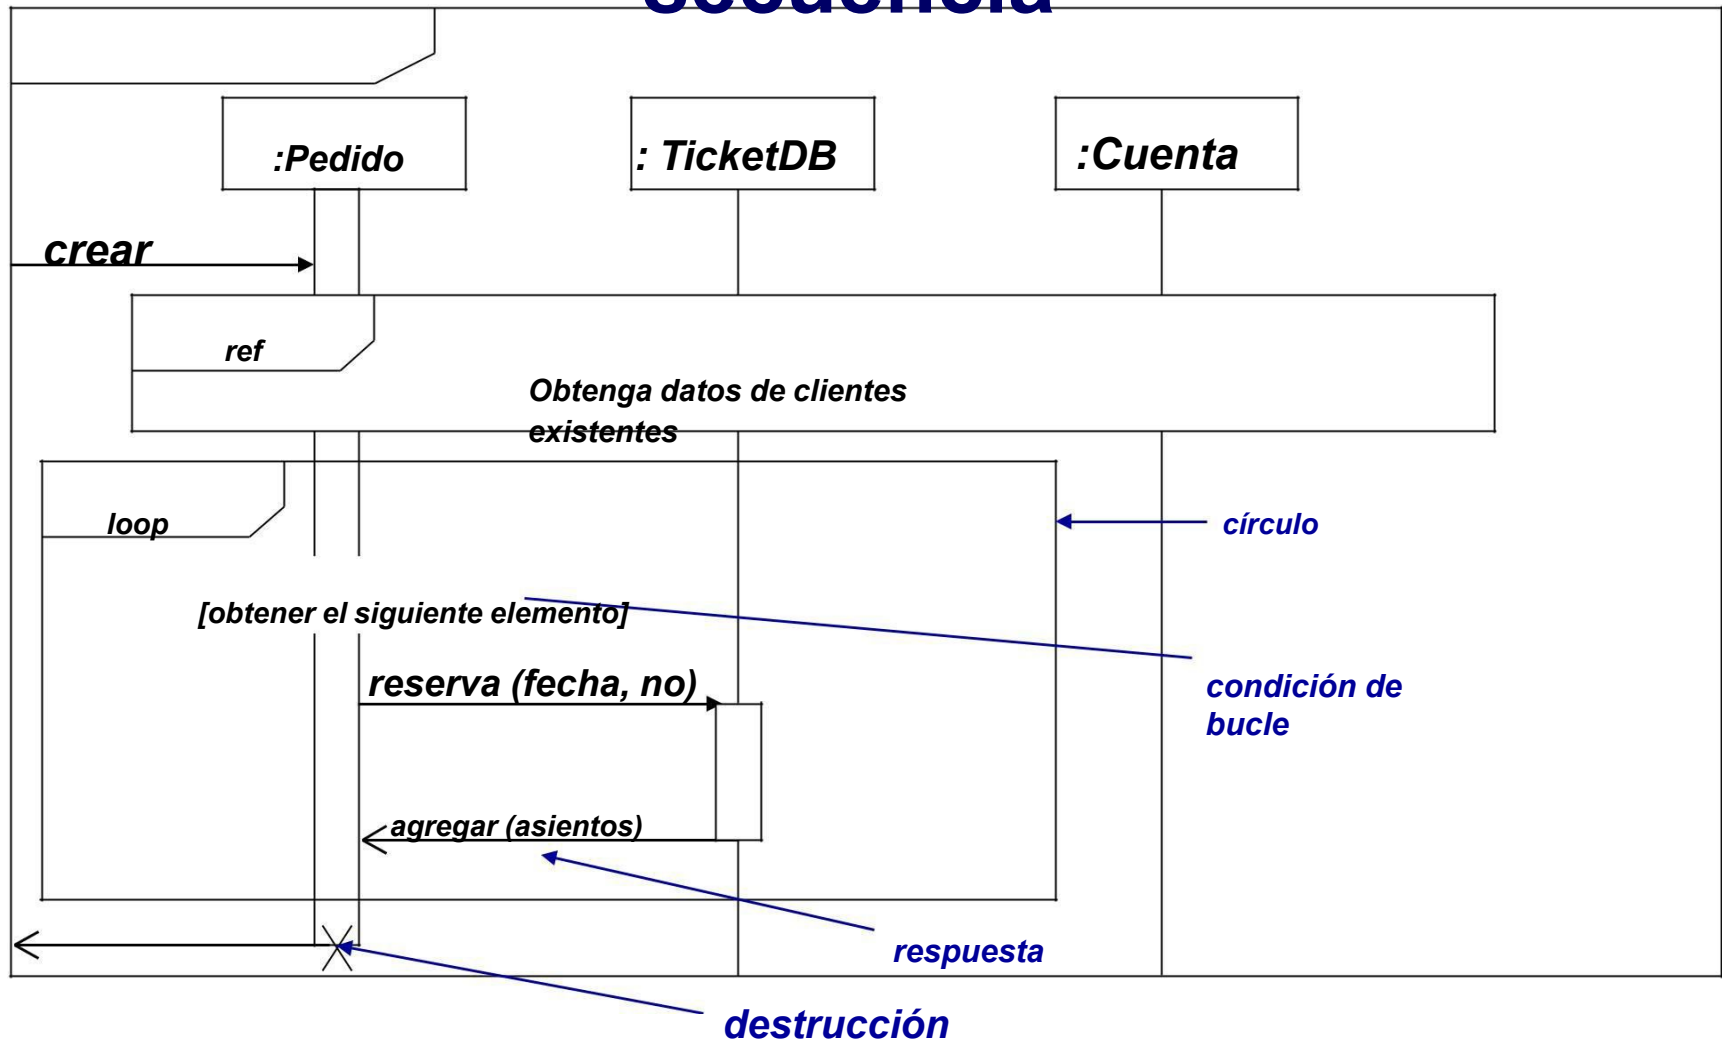 secuencia
:Pedido
: TicketDB
:Cuenta
crear
ref
Obtenga datos de clientes
existentes
loop
círculo
[obtener el siguiente elemento]
reserva (fecha, no)
condición de
bucle
agregar (asientos)
respuesta
destrucción